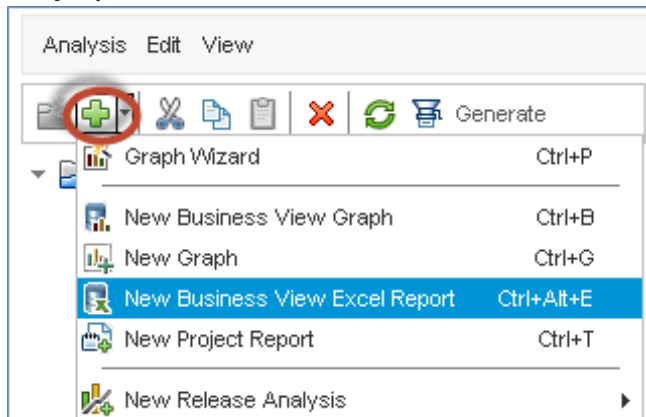 Analysis Edit View
Generate
Graph Wizard Ctrl+P
New Business View Graph Ctrl+B
New Graph Ctrl+G
New Business View Excel Report Ctrl+Alt+E
New Project Report Ctrl+T
New Release Analysis